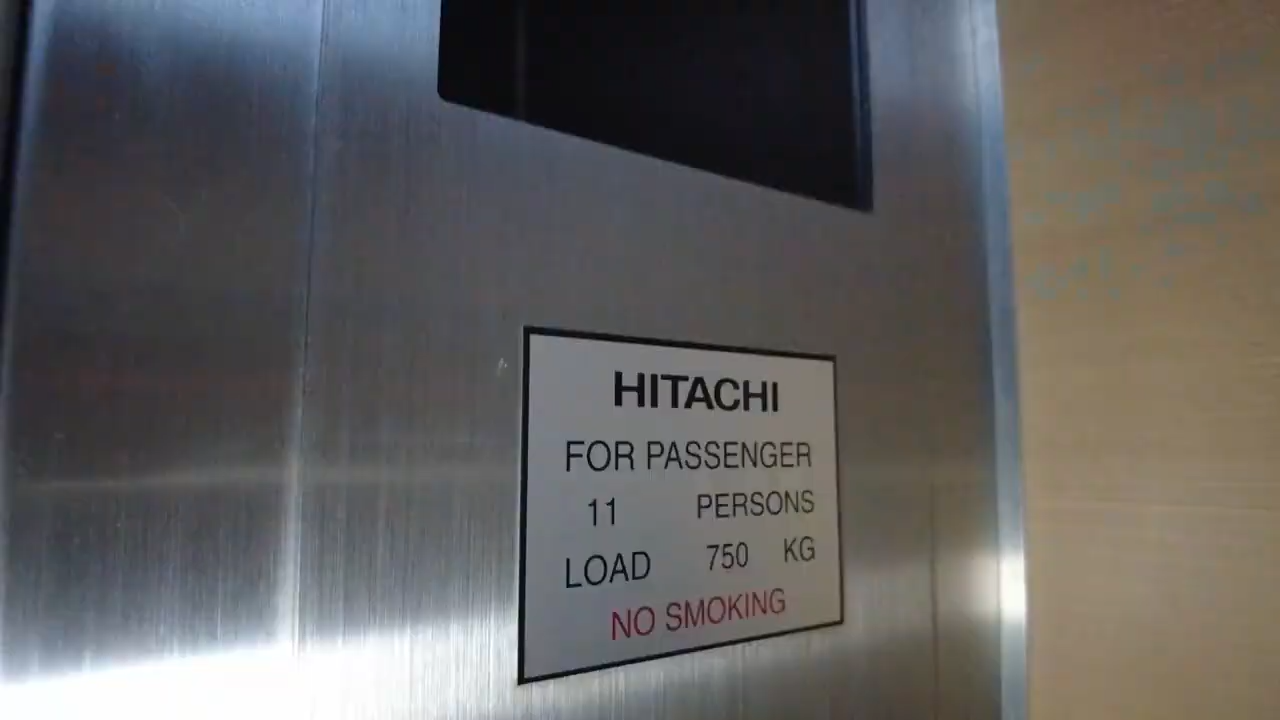 HITACHI
FOR PASSENGER
11 PERSONS
LOAD 750 KG
NO SMOKING